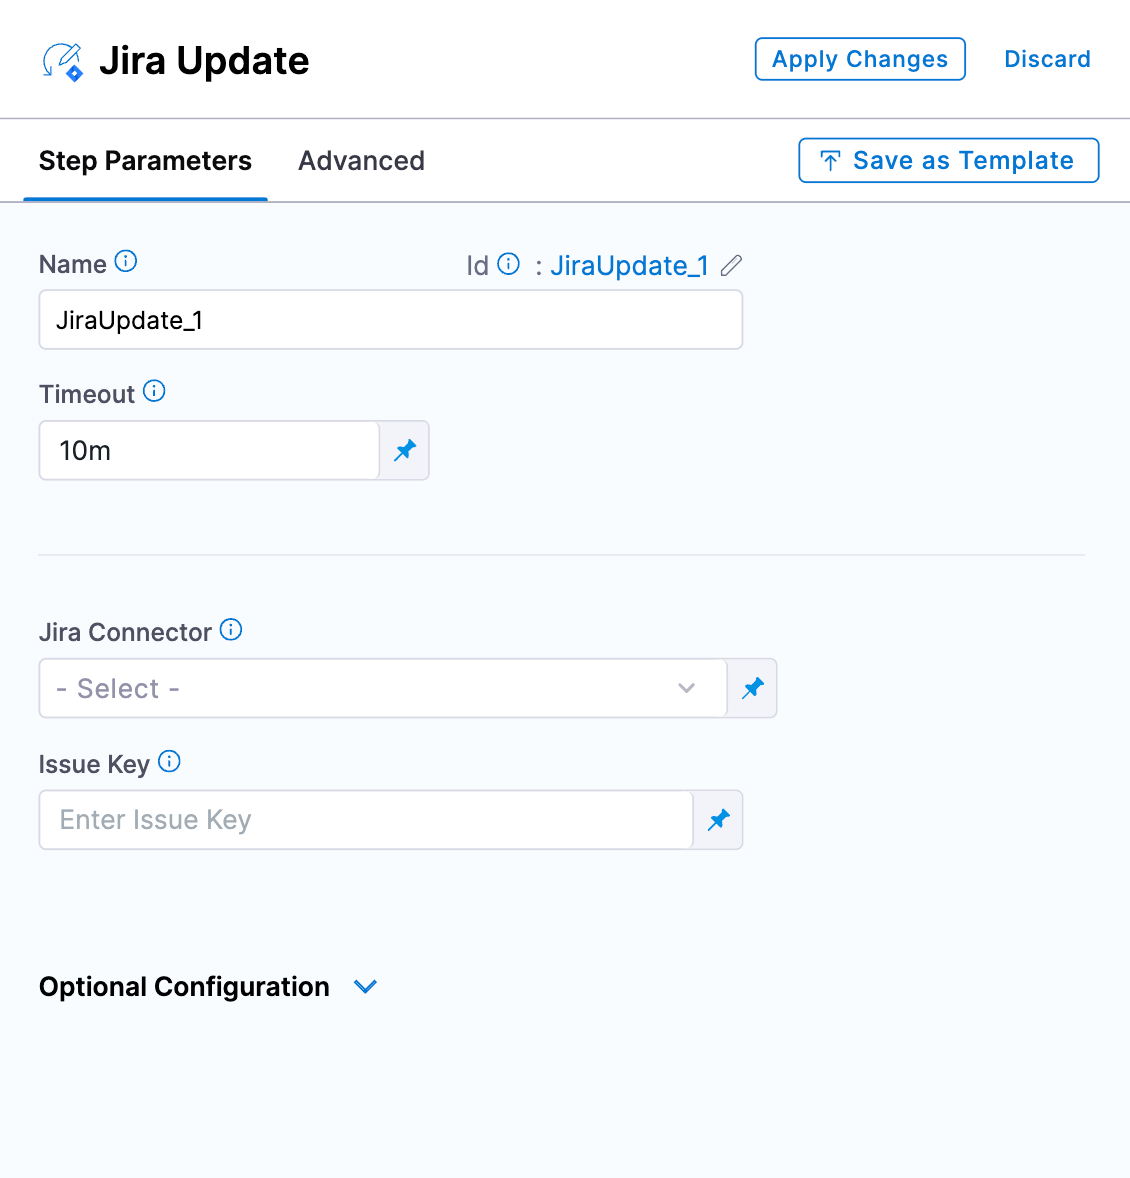 Jira Update
Apply Changes
Discard
Step Parameters
Advanced
Save as Template
Name
Id : JiraUpdate_1
JiraUpdate_1
Timeout
10m
Jira Connector
- Select -
Issue Key
Enter Issue Key
Optional Configuration